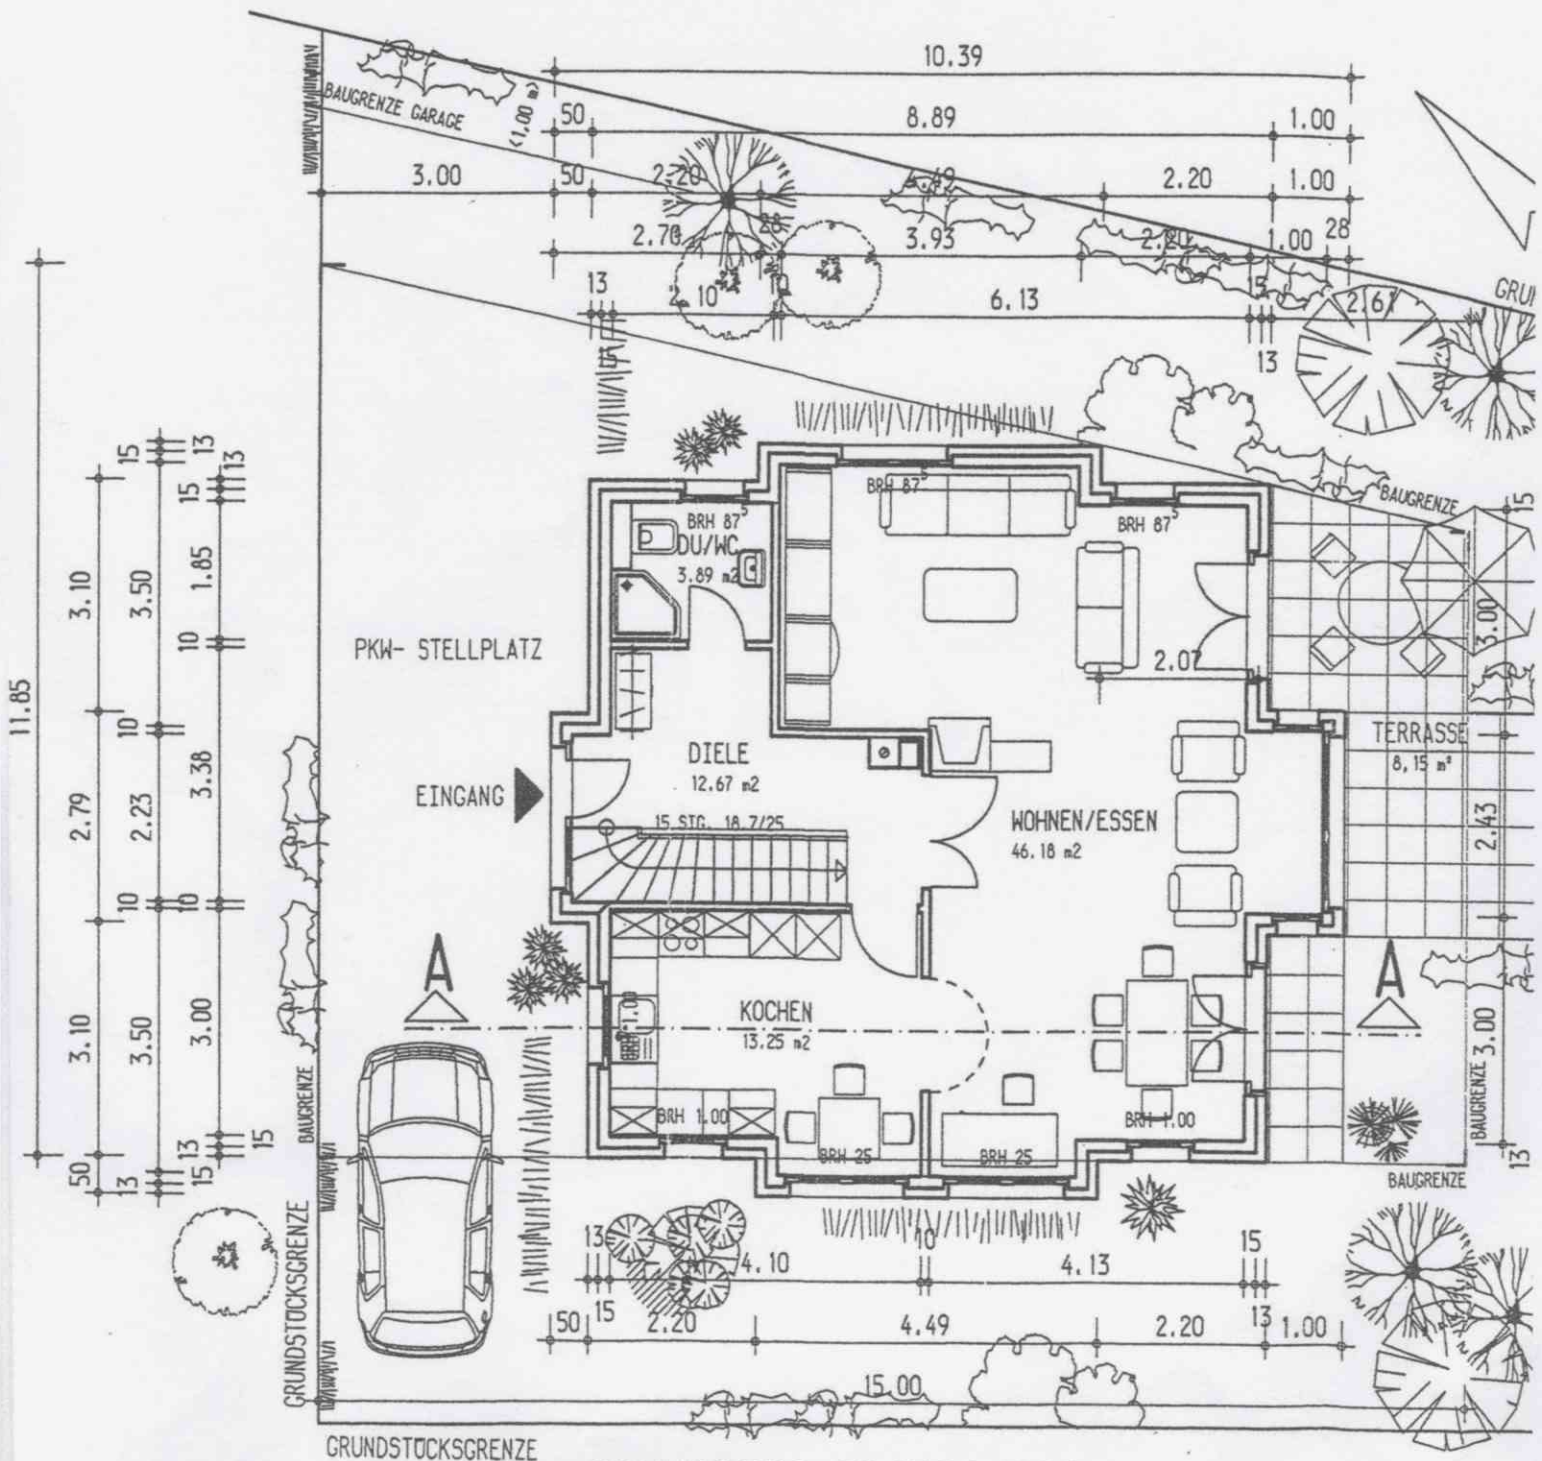 10.39
BAUGRENZE GARAGE
(1.00 m)
50 8.89 1.00
3.00 50 2.20 4.49 2.20 1.00
2.70 28 3.93 2.20 1.00 28
13 2.10 10 6.13 15 2.61
15 13
GRU
15 13 13
15
BRH 87⁵
BRH 87⁵
BRH 87⁵
BAUGRENZE
15
DU/WC
3.89 m2
3.10 3.50 1.85
10
3.00
PKW- STELLPLATZ
2.07
11.85
10
TERRASSE
8,15 m²
DIELE
12.67 m2
3.38
EINGANG
2.79 2.23
15 STG. 18.7/25
WOHNEN/ESSEN
46.18 m2
2.43
10 10
A A
KOCHEN
13.25 m2
BRH 1.00
3.10 3.50 3.00
3.00
BAUGRENZE
BAUGRENZE
BRH 1.00
BRH 1.00
BRH 25
BRH 25
13 15
50 13 15
13
BAUGRENZE
GRUNDSTÜCKSGRENZE
13 4.10 10 4.13 15
15 13
50 2.20 4.49 2.20 1.00
15.00
GRUNDSTÜCKSGRENZE